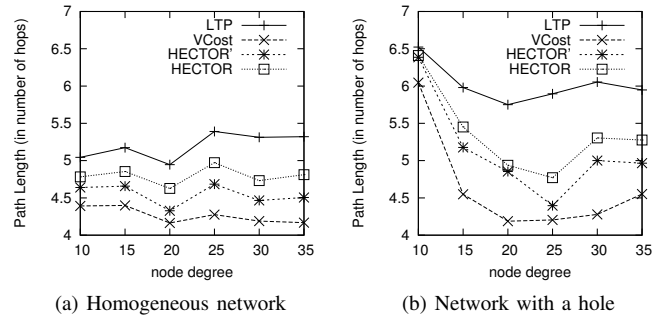 Path Length (in number of hops)
7
6.5
6
5.5
5
4.5
4
10
15
20
25
30
35
node degree
LTP
VCost
HECTOR'
HECTOR
(a) Homogeneous network
Path Length (in number of hops)
7
6.5
6
5.5
5
4.5
4
10
15
20
25
30
35
node degree
LTP
VCost
HECTOR'
HECTOR
(b) Network with a hole